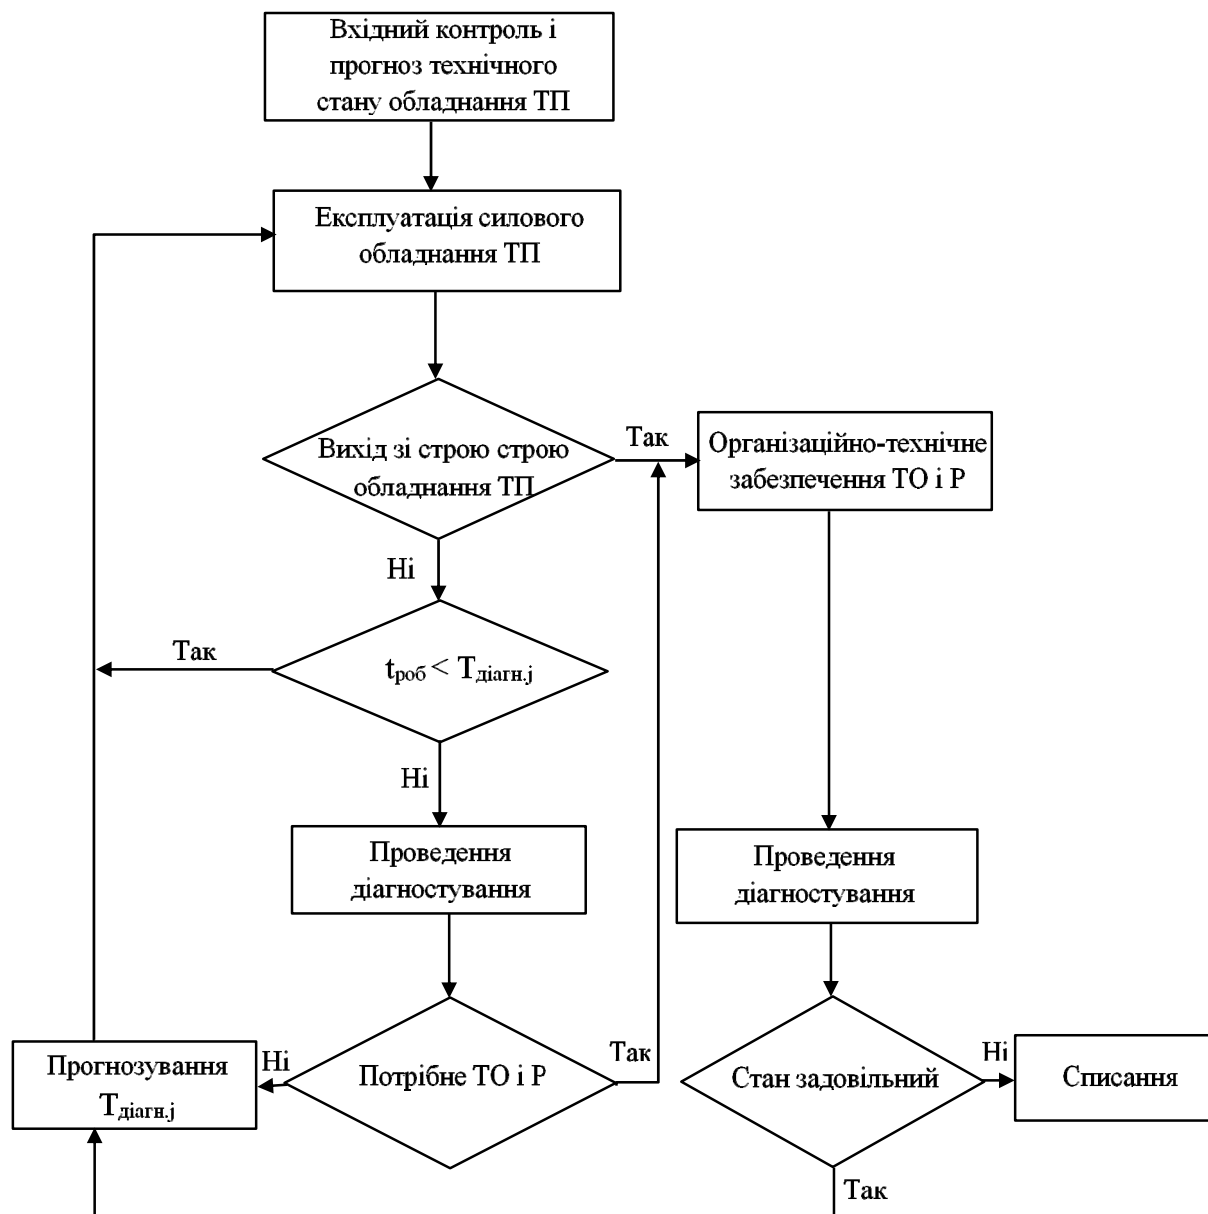 Вхідний контроль і
прогноз технічного
стану обладнання ТП
Експлуатація силового
обладнання ТП
Вихід зі строю строю
обладнання ТП
Так
Організаційно-технічне
забезпечення ТО і Р
Ні
Так
tроб < Tдіагн.j
Ні
Проведення
діагностування
Проведення
діагностування
Прогнозування
Tдіагн.j
Ні
Потрібне ТО і Р
Так
Стан задовільний
Ні
Списання
Так